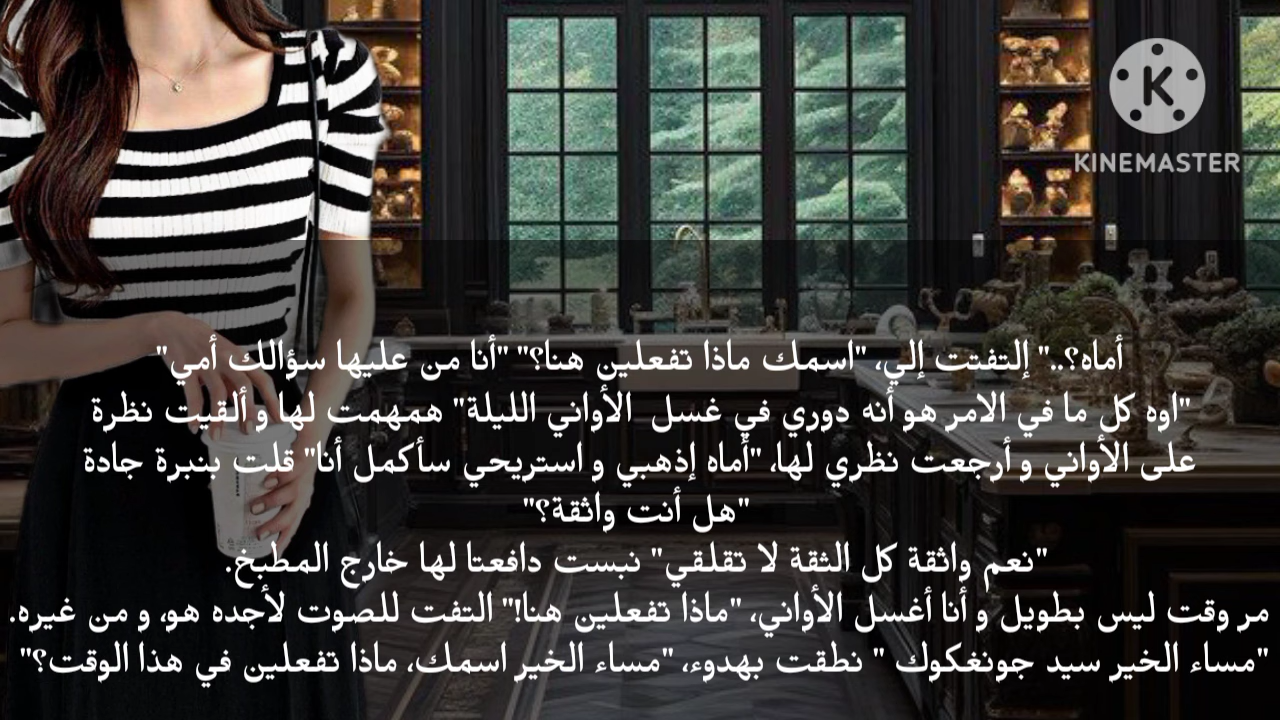 KINEMASTER
أماه؟.." إلتفتت إلي، "اسمك ماذا تفعلين هنا؟" "أنا من عليها سؤالك أمي"
"اوه كل ما في الامر هو أنه دوري في غسل الأواني الليلة" همهمت لها و ألقيت نظرة
على الأواني و أرجعت نظري لها، "أماه إذهبي و استريحي سأكمل أنا" قلت بنبرة جادة
"هل أنت واثقة؟"
"نعم واثقة كل الثقة لا تقلقي" نبست دافعتا لها خارج المطبخ.
مر وقت ليس بطويل و أنا أغسل الأواني، "ماذا تفعلين هنا!" التفت للصوت لأجده هو، و من غيره.
"مساء الخير سيد جونغكوك " نطقت بهدوء، "مساء الخير اسمك، ماذا تفعلين في هذا الوقت؟"